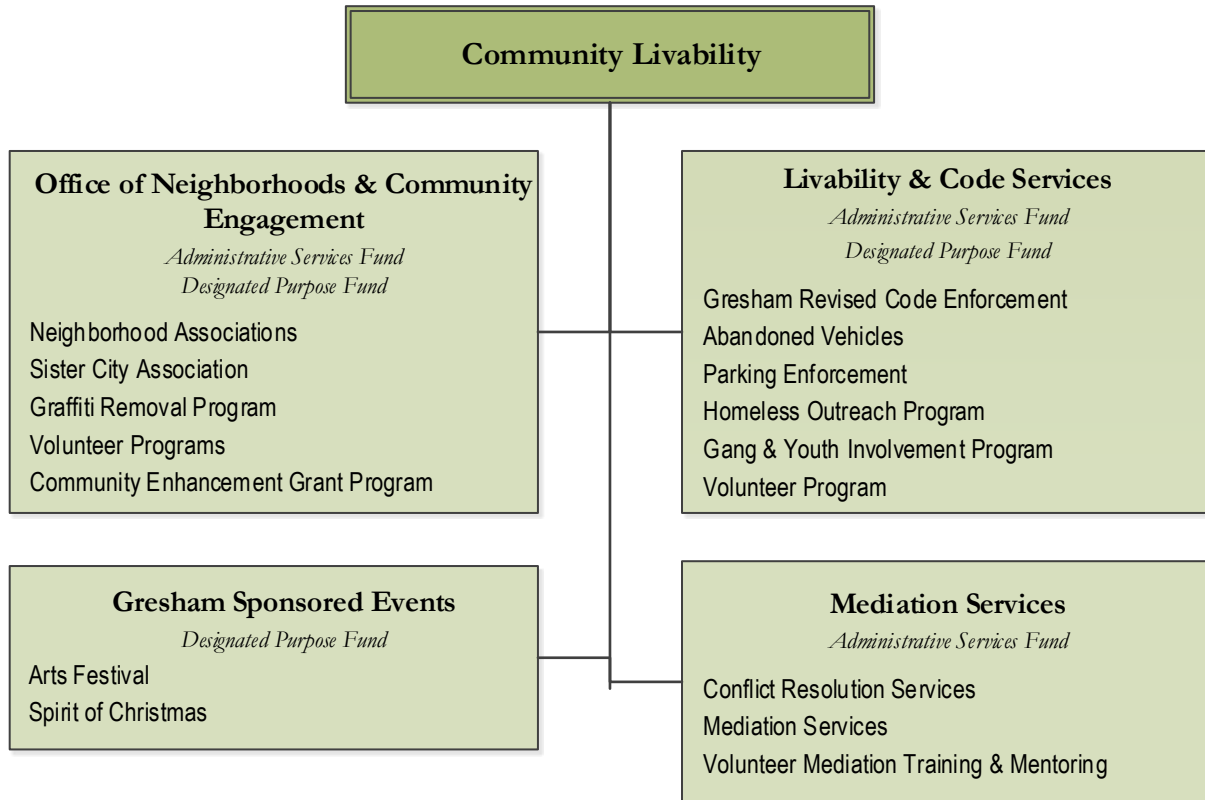 Community Livability
Office of Neighborhoods & Community
Engagement
Administrative Services Fund
Designated Purpose Fund
Neighborhood Associations
Sister City Association
Graffiti Removal Program
Volunteer Programs
Community Enhancement Grant Program
Livability & Code Services
Administrative Services Fund
Designated Purpose Fund
Gresham Revised Code Enforcement
Abandoned Vehicles
Parking Enforcement
Homeless Outreach Program
Gang & Youth Involvement Program
Volunteer Program
Gresham Sponsored Events
Designated Purpose Fund
Arts Festival
Spirit of Christmas
Mediation Services
Administrative Services Fund
Conflict Resolution Services
Mediation Services
Volunteer Mediation Training & Mentoring